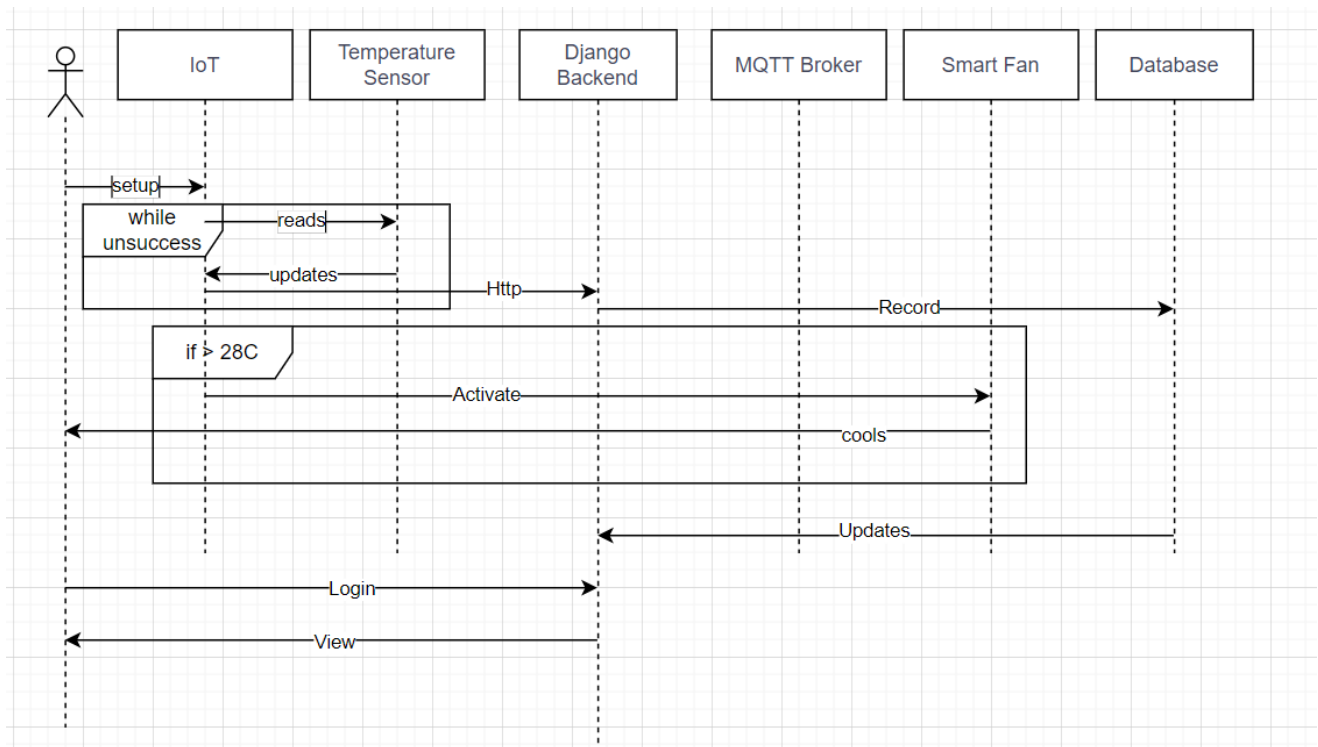 IoT
Temperature
Sensor
Django
Backend
MQTT Broker
Smart Fan
Database
setup
while
unsuccess
reads
updates
Http
Record
if > 28C
Activate
cools
Updates
Login
View